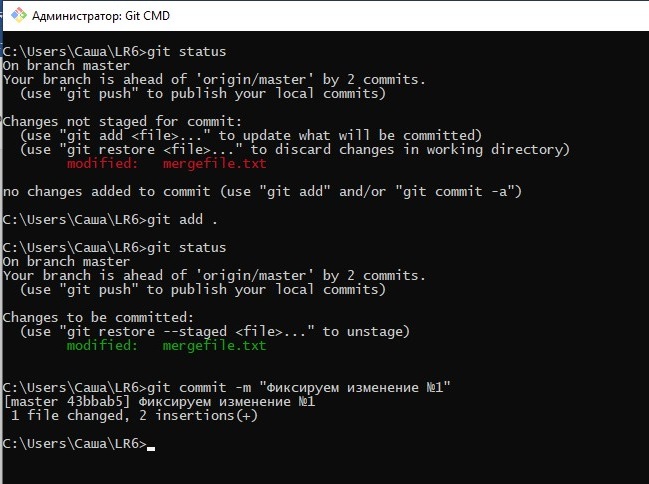 Администратор: Git CMD
C:\Users\Саша\LR6>git status
On branch master
Your branch is ahead of 'origin/master' by 2 commits.
  (use "git push" to publish your local commits)
Changes not staged for commit:
  (use "git add <file>..." to update what will be committed)
  (use "git restore <file>..." to discard changes in working directory)
        modified:   mergefile.txt
no changes added to commit (use "git add" and/or "git commit -a")
C:\Users\Саша\LR6>git add .
C:\Users\Саша\LR6>git status
On branch master
Your branch is ahead of 'origin/master' by 2 commits.
  (use "git push" to publish your local commits)
Changes to be committed:
  (use "git restore --staged <file>..." to unstage)
        modified:   mergefile.txt
C:\Users\Саша\LR6>git commit -m "Фиксируем изменение №1"
[master 43bbab5] Фиксируем изменение №1
 1 file changed, 2 insertions(+)
C:\Users\Саша\LR6>